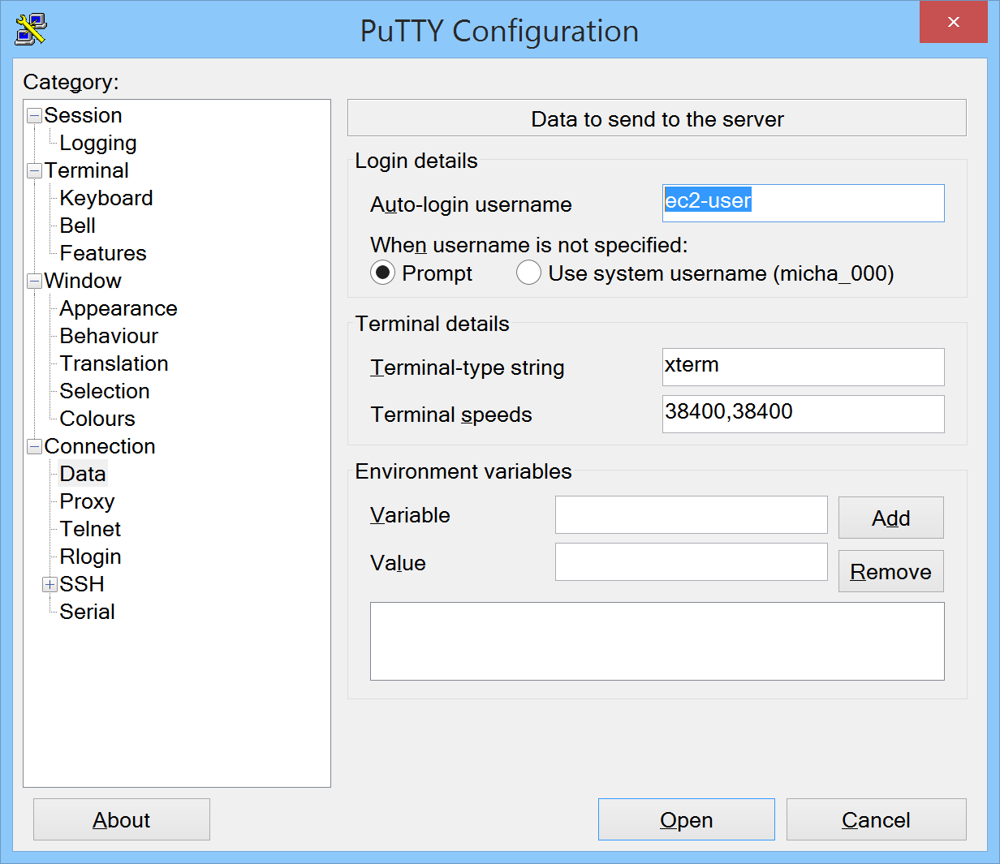 PuTTY Configuration
Category:
Session
Logging
Terminal
Keyboard
Bell
Features
Window
Appearance
Behaviour
Translation
Selection
Colours
Connection
Data
Proxy
Telnet
Rlogin
SSH
Serial
Data to send to the server
Login details
Auto-login username ec2-user
When username is not specified:
Prompt Use system username (micha_000)
Terminal details
Terminal-type string xterm
Terminal speeds 38400,38400
Environment variables
Variable Add
Value Remove
About Open Cancel